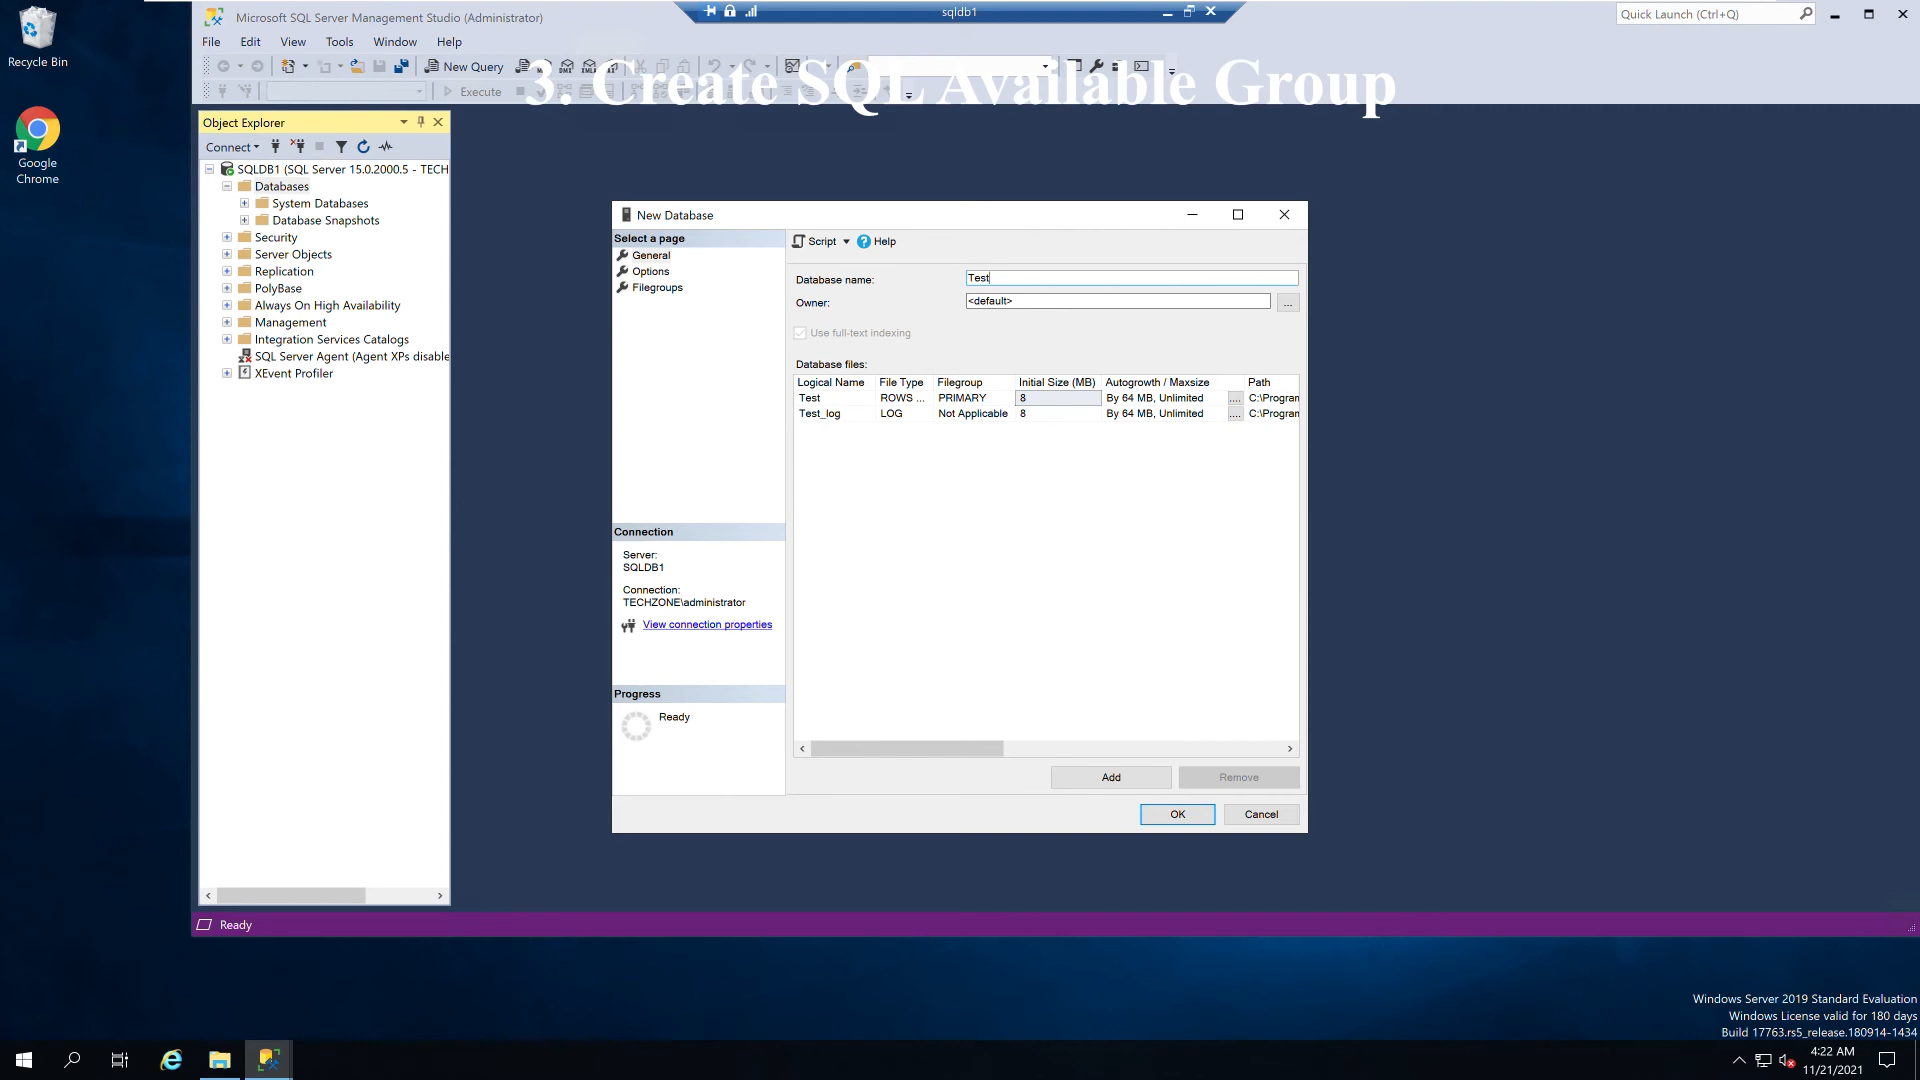 Recycle Bin
Google
Chrome
Microsoft SQL Server Management Studio (Administrator)
sqldb1
Quick Launch (Ctrl+Q)
File Edit View Tools Window Help
New Query
Execute
3. Create SQL Available Group
Object Explorer
Connect
SQLDB1 (SQL Server 15.0.2000.5 - TECH
Databases
System Databases
Database Snapshots
Security
Server Objects
Replication
PolyBase
Always On High Availability
Management
Integration Services Catalogs
SQL Server Agent (Agent XPs disable
XEvent Profiler
New Database
Select a page
General
Options
Filegroups
Script Help
Database name: Test
Owner: <default> ...
Use full-text indexing
Database files:
Logical Name File Type Filegroup Initial Size (MB) Autogrowth / Maxsize Path
Test ROWS ... PRIMARY 8 By 64 MB, Unlimited .... C:\Program
Test_log LOG Not Applicable 8 By 64 MB, Unlimited .... C:\Program
Connection
Server:
SQLDB1
Connection:
TECHZONE\administrator
View connection properties
Progress
Ready
Add Remove
OK Cancel
Ready
Windows Server 2019 Standard Evaluation
Windows License valid for 180 days
Build 17763.rs5_release.180914-1434
4:22 AM
11/21/2021